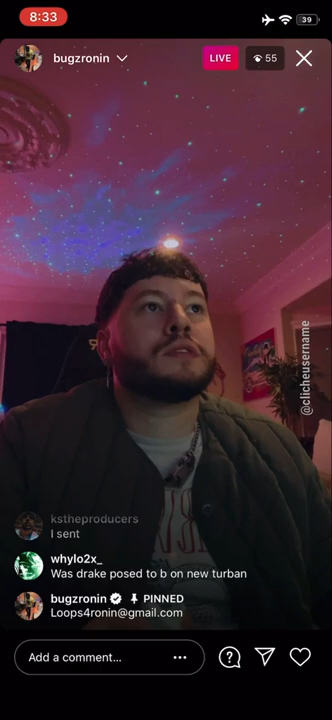 8:33
39
bugzronin
LIVE
55
@clicheusername
kstheproducers
I sent
whylo2x_
Was drake posed to b on new turban
bugzronin PINNED
Loops4ronin@gmail.com
Add a comment...